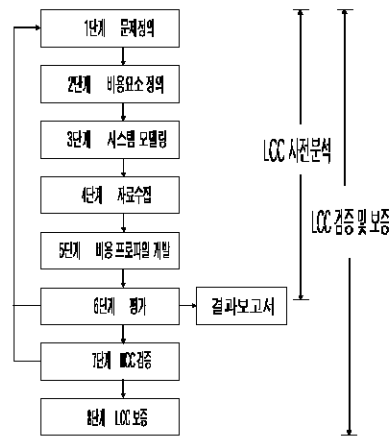 1단계 문제정의
2단계 비용요소 정의
3단계 시스템 모델링
LCC 사전분석
4단계 자료수집
LCC 검증 및 보증
5단계 비용 프로파일 개발
6단계 평가
결과보고서
7단계 LCC 검증
8단계 LCC 보증